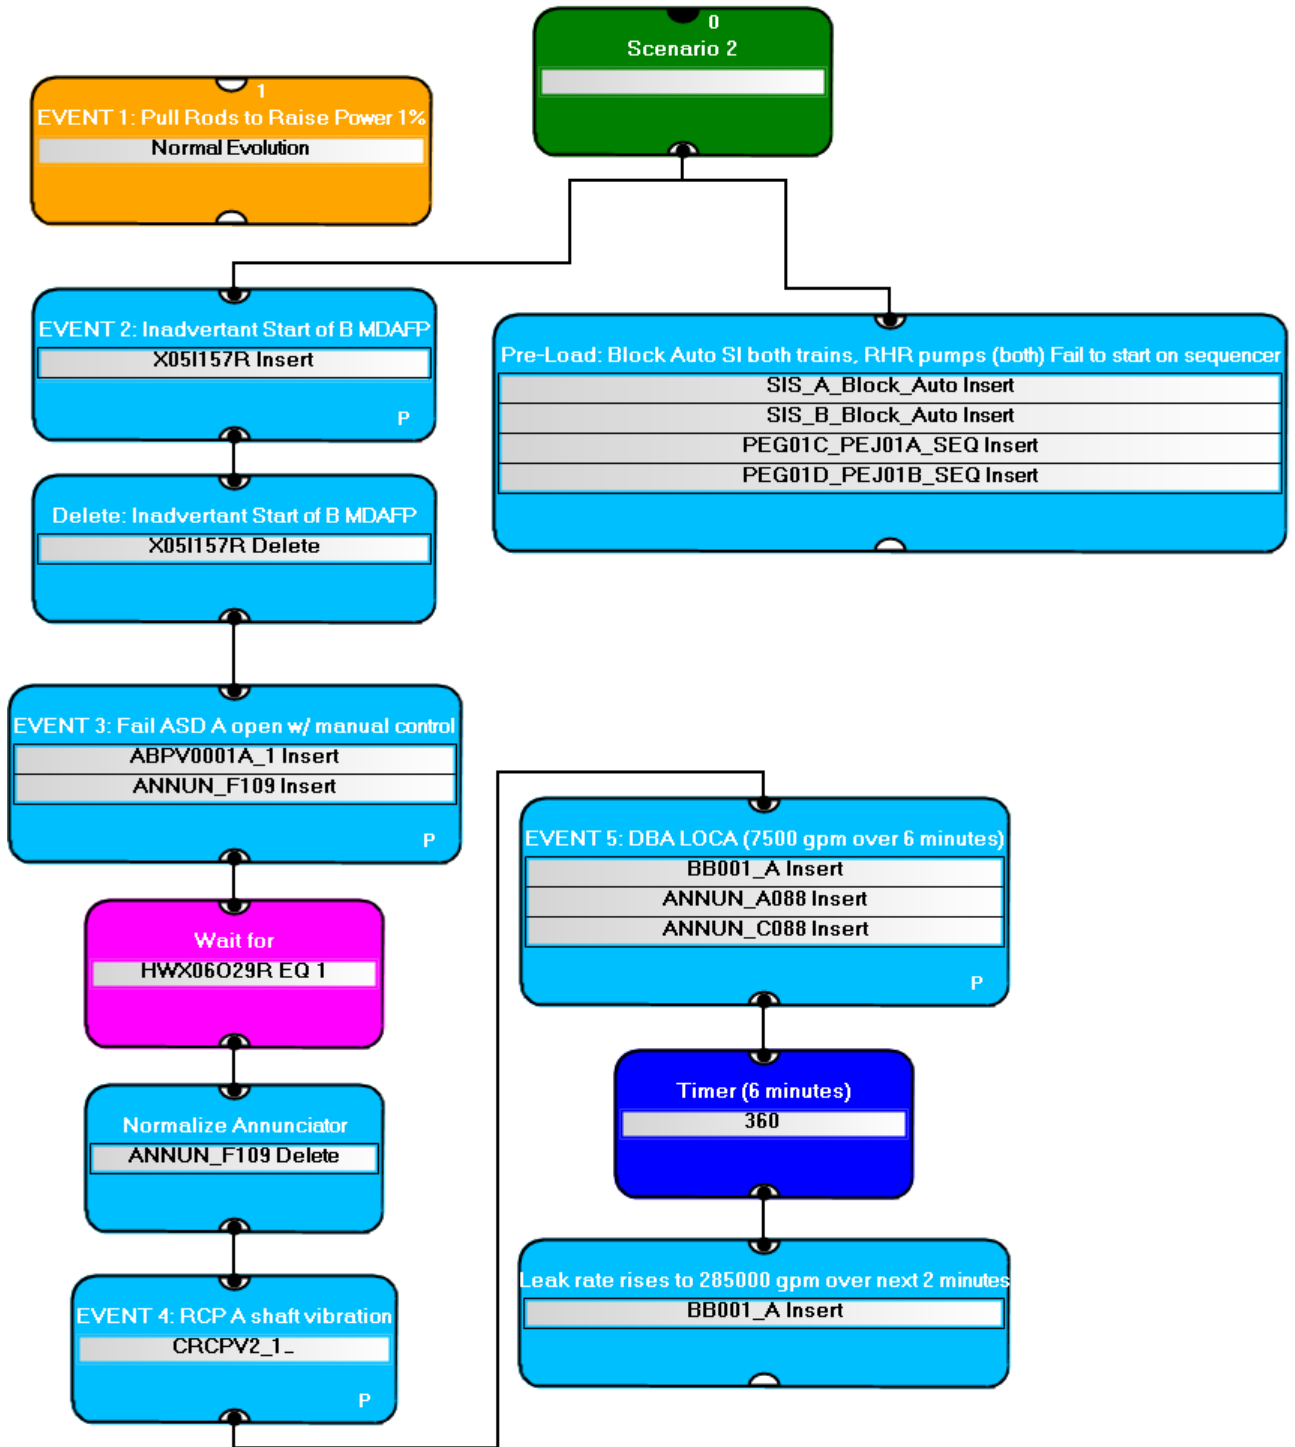 0
Scenario 2
1
EVENT 1: Pull Rods to Raise Power 1%
Normal Evolution
EVENT 2: Inadvertant Start of B MDAFP
X05I157R Insert
P
Pre-Load: Block Auto SI both trains, RHR pumps (both) Fail to start on sequencer
SIS_A_Block_Auto Insert
SIS_B_Block_Auto Insert
PEG01C_PEJ01A_SEQ Insert
PEG01D_PEJ01B_SEQ Insert
Delete: Inadvertant Start of B MDAFP
X05I157R Delete
EVENT 3: Fail ASD A open w/ manual control
ABPV0001A_1 Insert
ANNUN_F109 Insert
P
Wait for
HWX06O29R EQ 1
Normalize Annunciator
ANNUN_F109 Delete
EVENT 4: RCP A shaft vibration
CRCPV2_1_
P
EVENT 5: DBA LOCA (7500 gpm over 6 minutes)
BB001_A Insert
ANNUN_A088 Insert
ANNUN_C088 Insert
P
Timer (6 minutes)
360
Leak rate rises to 285000 gpm over next 2 minutes
BB001_A Insert